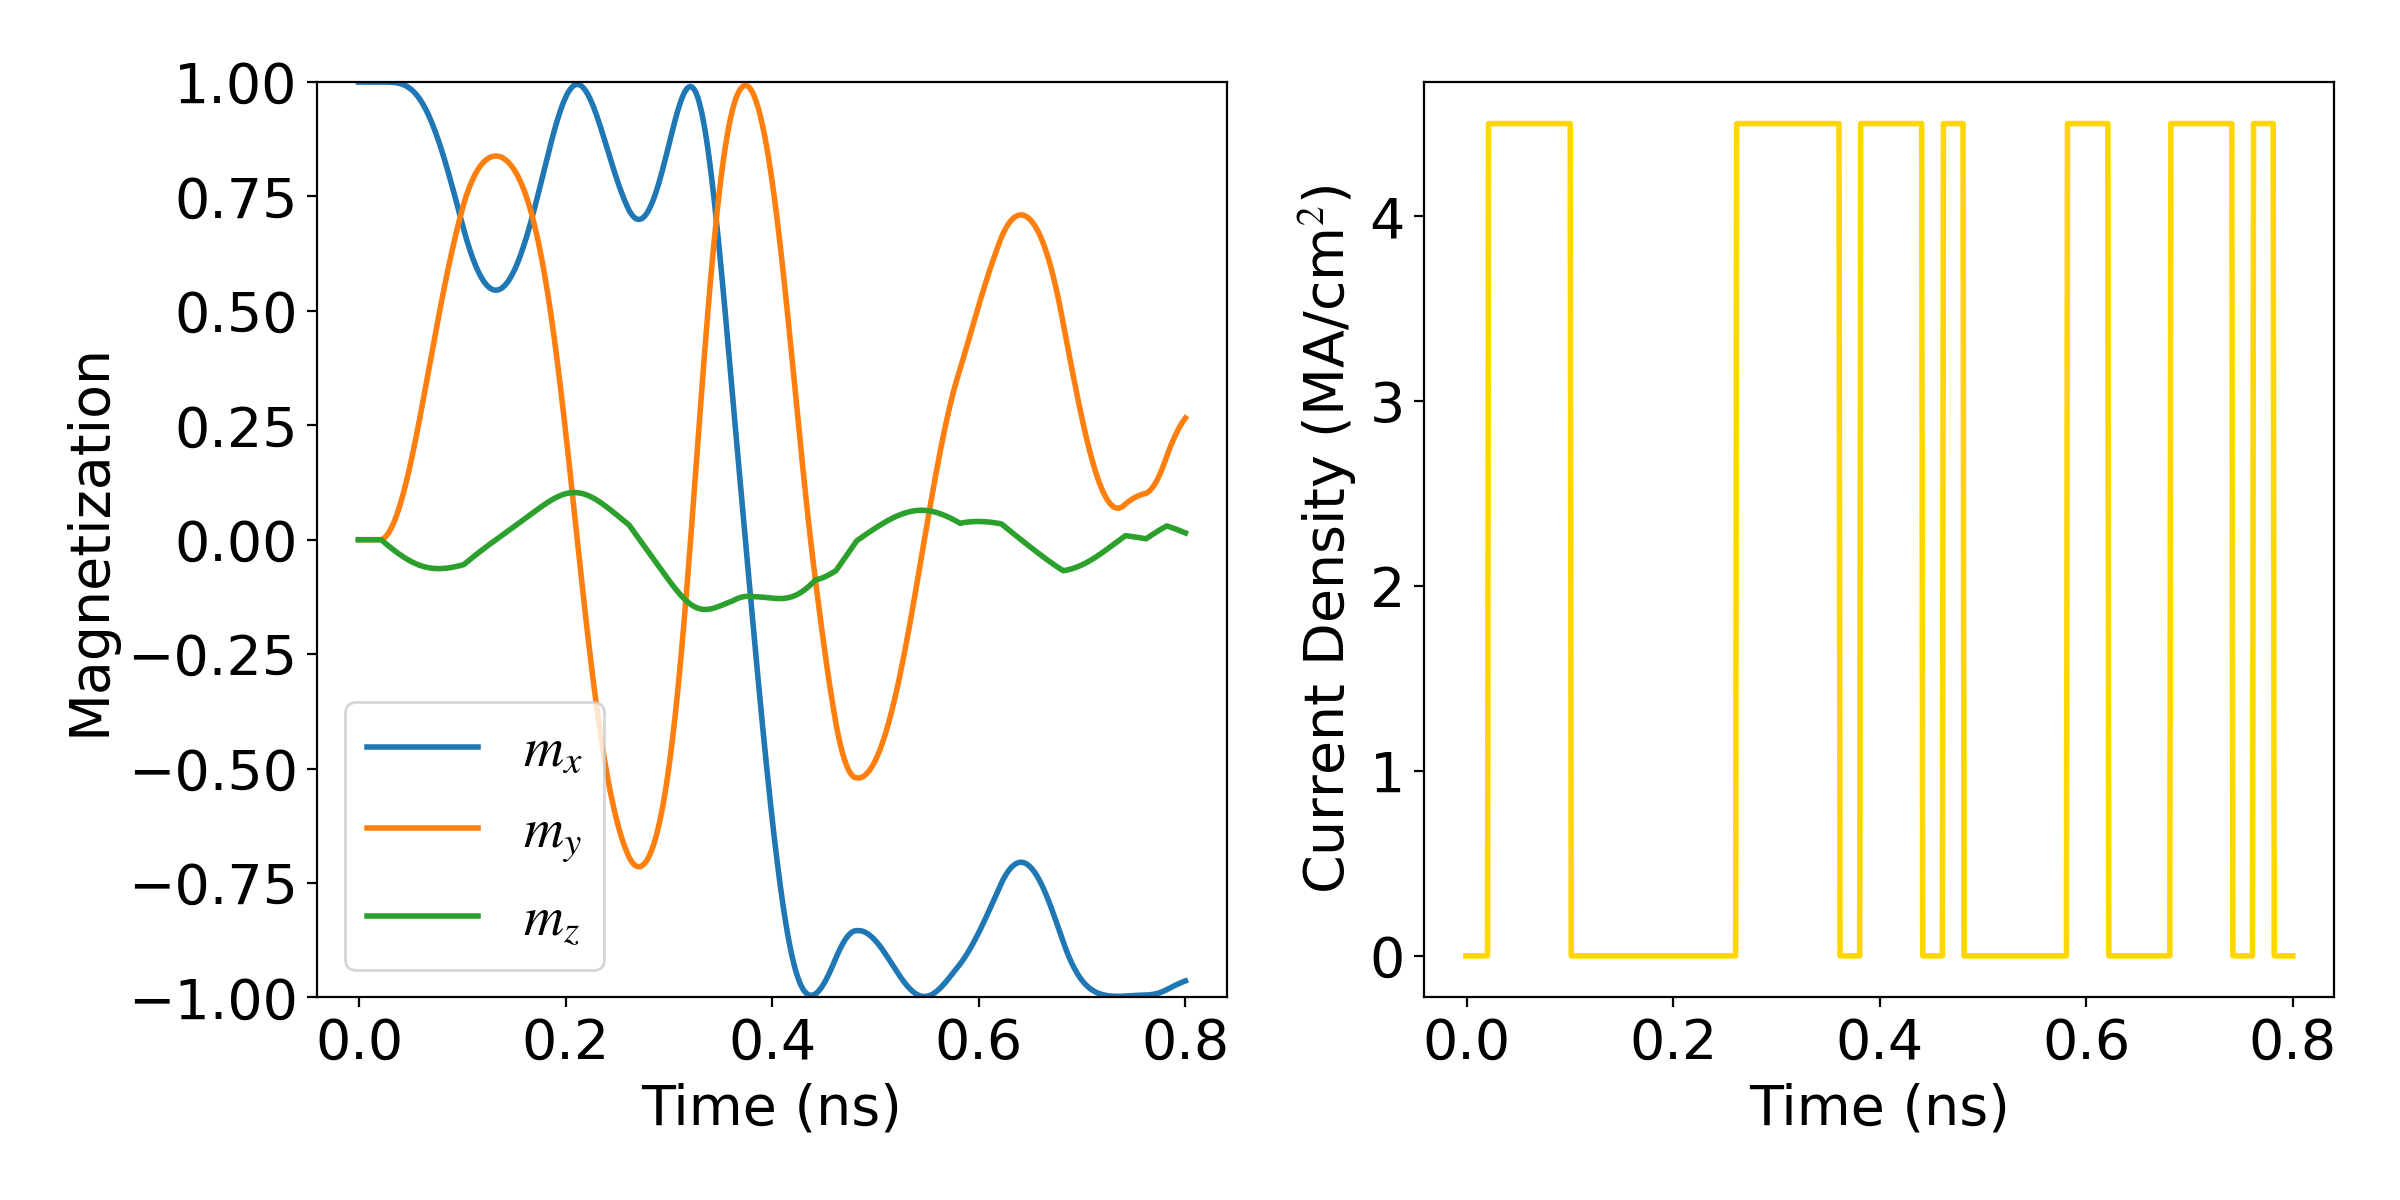 1.00
0.75
0.50
0.25
0.00
−0.25
−0.50
−0.75
−1.00
Magnetization
0.0 0.2 0.4 0.6 0.8
Time (ns)
m_x
m_y
m_z
4
3
2
1
0
Current Density (MA/cm²)
0.0 0.2 0.4 0.6 0.8
Time (ns)